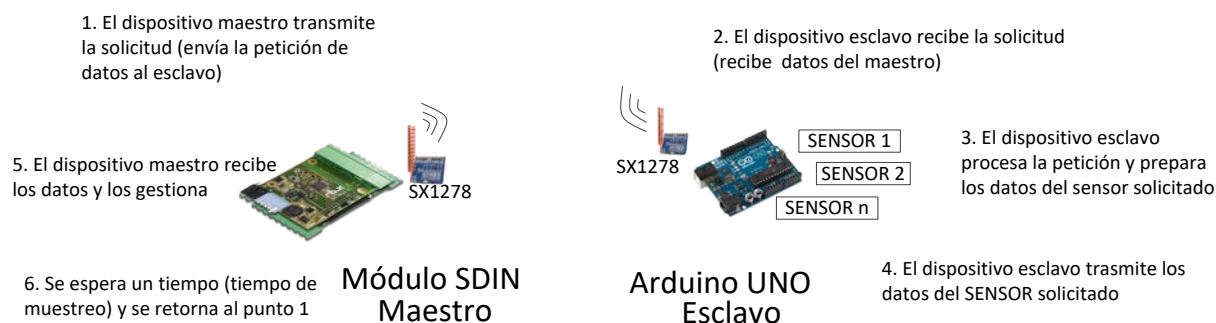 1. El dispositivo maestro transmite
la solicitud (envía la petición de
datos al esclavo)
2. El dispositivo esclavo recibe la solicitud
(recibe datos del maestro)
SX1278
SX1278
SENSOR 1
SENSOR 2
SENSOR n
3. El dispositivo esclavo
procesa la petición y prepara
los datos del sensor solicitado
5. El dispositivo maestro recibe
los datos y los gestiona
6. Se espera un tiempo (tiempo de
muestreo) y se retorna al punto 1
Módulo SDIN
Maestro
Arduino UNO
Esclavo
4. El dispositivo esclavo trasmite los
datos del SENSOR solicitado